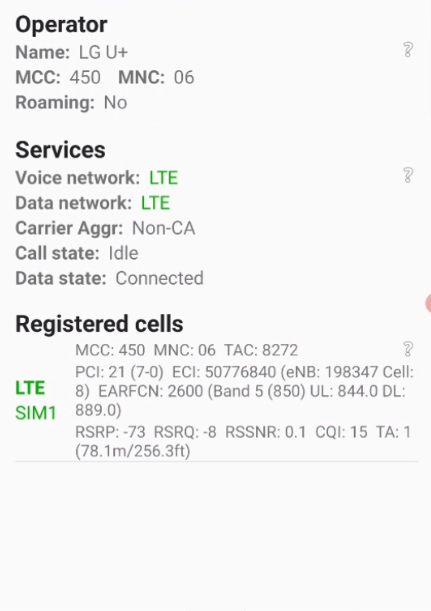 Operator
Name: LG U+
MCC: 450 MNC: 06
Roaming: No
Services
Voice network: LTE
Data network: LTE
Carrier Aggr: Non-CA
Call state: Idle
Data state: Connected
Registered cells
MCC: 450 MNC: 06 TAC: 8272
PCI: 21 (7-0) ECI: 50776840 (eNB: 198347 Cell:
8) EARFCN: 2600 (Band 5 (850) UL: 844.0 DL:
889.0)
LTE
SIM1
RSRP: -73 RSRQ: -8 RSSNR: 0.1 CQI: 15 TA: 1
(78.1m/256.3ft)